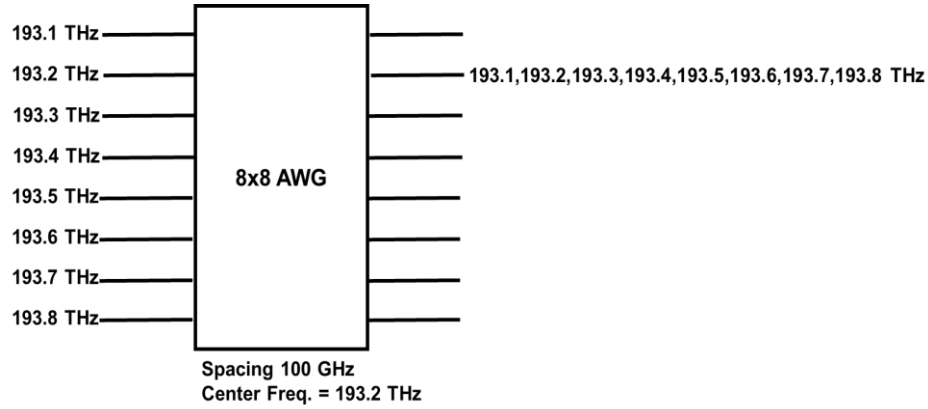 193.1 THz
193.2 THz
193.1,193.2,193.3,193.4,193.5,193.6,193.7,193.8 THz
193.3 THz
193.4 THz
8x8 AWG
193.5 THz
193.6 THz
193.7 THz
193.8 THz
Spacing 100 GHz
Center Freq. = 193.2 THz